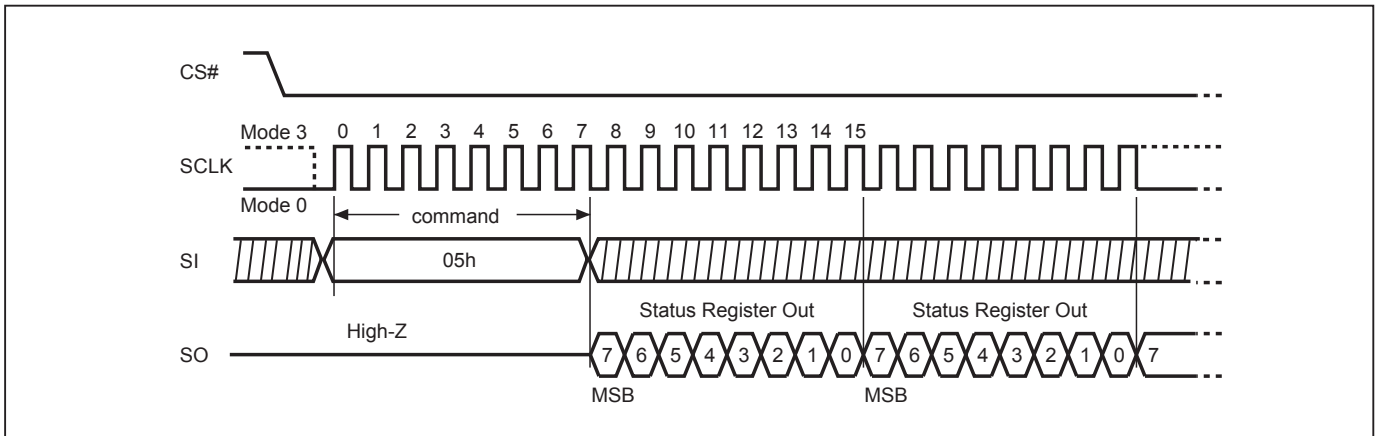 CS#
Mode 3 0 1 2 3 4 5 6 7 8 9 10 11 12 13 14 15
SCLK
Mode 0
command
SI 05h
Status Register Out Status Register Out
High-Z
SO 7 6 5 4 3 2 1 0 7 6 5 4 3 2 1 0 7
MSB MSB